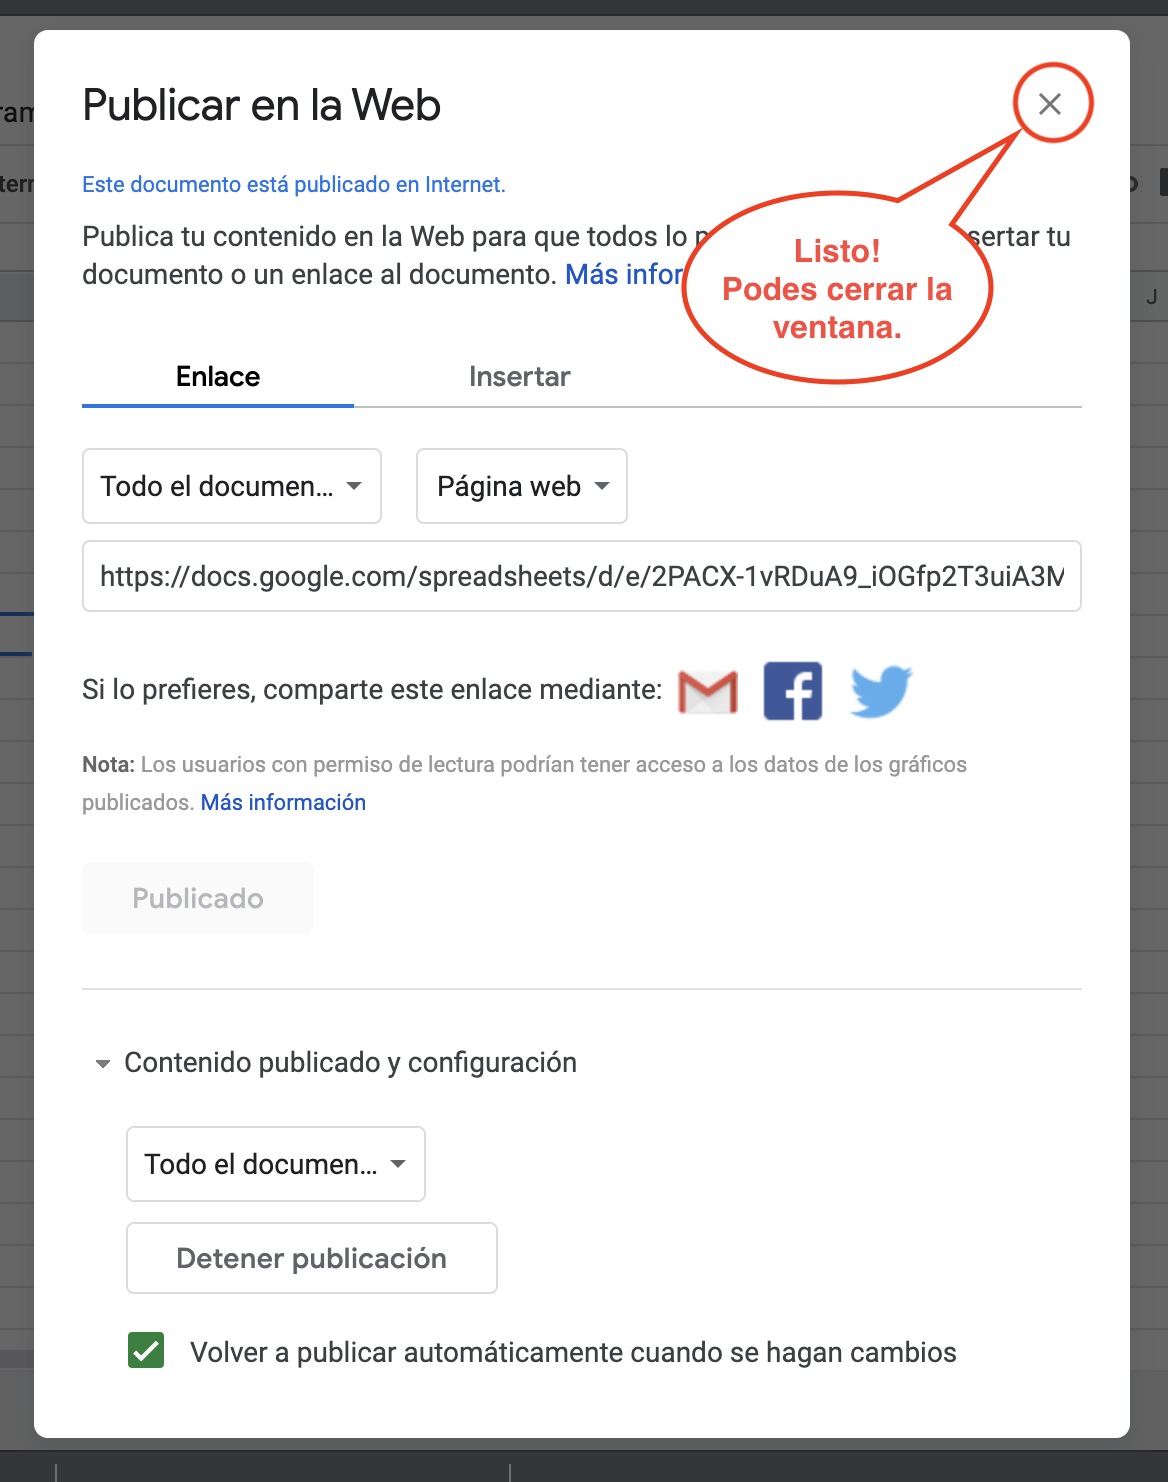 Publicar en la Web
Este documento está publicado en Internet.
Publica tu contenido en la Web para que todos lo
sertar tu
documento o un enlace al documento. Más infor
Listo!
Podes cerrar la
ventana.
J
Enlace
Insertar
Todo el documen...
Página web
https://docs.google.com/spreadsheets/d/e/2PACX-1vRDuA9_iOGfp2T3uiA3M
Si lo prefieres, comparte este enlace mediante:
Nota: Los usuarios con permiso de lectura podrían tener acceso a los datos de los gráficos
publicados. Más información
Publicado
Contenido publicado y configuración
Todo el documen...
Detener publicación
Volver a publicar automáticamente cuando se hagan cambios